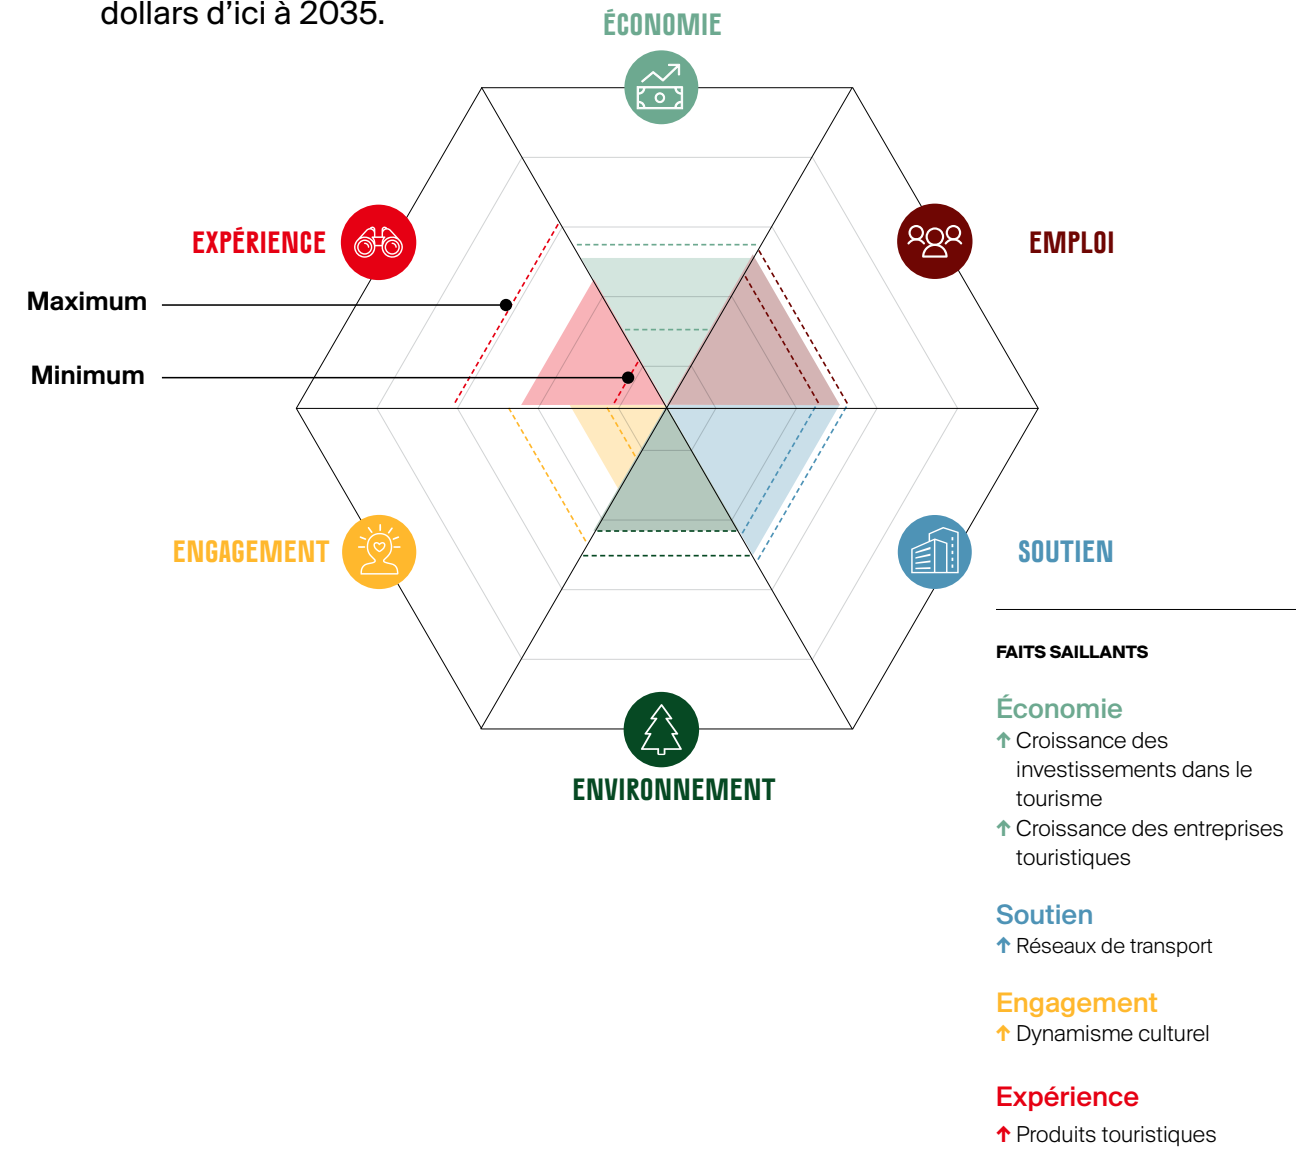 dollars d’ici à 2035.
ÉCONOMIE
EXPÉRIENCE
EMPLOI
Maximum
Minimum
ENGAGEMENT
SOUTIEN
ENVIRONNEMENT
FAITS SAILLANTS
Économie
↑ Croissance des
investissements dans le
tourisme
↑ Croissance des entreprises
touristiques
Soutien
↑ Réseaux de transport
Engagement
↑ Dynamisme culturel
Expérience
↑ Produits touristiques